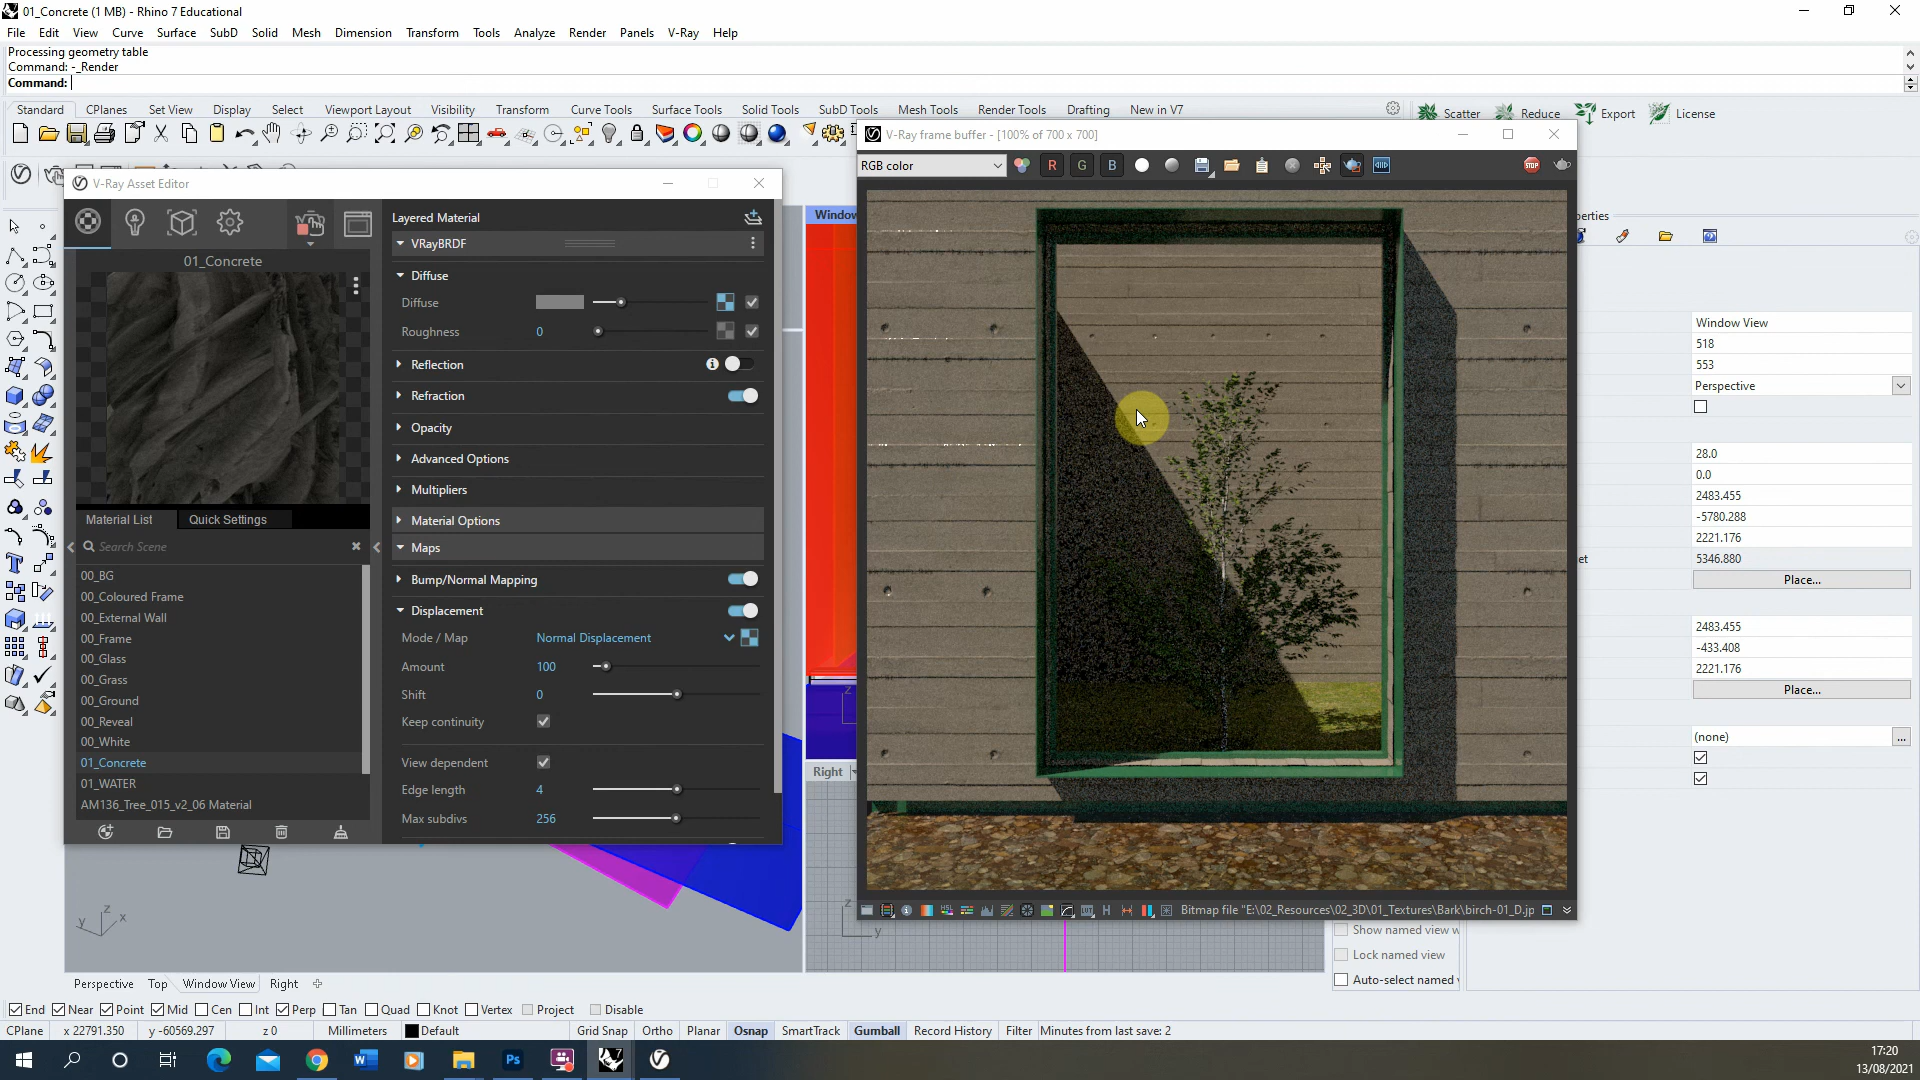 01_Concrete (1 MB) - Rhino 7 Educational
File Edit View Curve Surface SubD Solid Mesh Dimension Transform Tools Analyze Render Panels V-Ray Help
Processing geometry table
Command: -_Render
Command:
Standard CPlanes Set View Display Select Viewport Layout Visibility Transform Curve Tools Surface Tools Solid Tools SubD Tools Mesh Tools Render Tools Drafting New in V7
Scatter Reduce Export License
V-Ray frame buffer - [100% of 700 x 700]
RGB color R G B
STOP
V-Ray Asset Editor
01_Concrete
Layered Material
VRayBRDF
Diffuse
Diffuse
Roughness 0
Reflection
Refraction
Opacity
Advanced Options
Multipliers
Material Options
Maps
Bump/Normal Mapping
Displacement
Mode / Map Normal Displacement
Amount 100
Shift 0
Keep continuity
View dependent
Edge length 4
Max subdivs 256
Material List Quick Settings
Search Scene
00_BG
00_Coloured Frame
00_External Wall
00_Frame
00_Glass
00_Grass
00_Ground
00_Reveal
00_White
01_Concrete
01_WATER
AM136_Tree_015_v2_06 Material
Window
Right
z
z
y
z
y x
perties
Window View
518
553
Perspective
28.0
0.0
2483.455
-5780.288
2221.176
et 5346.880
Place...
2483.455
-433.408
2221.176
Place...
(none) ...
HSL
H
Bitmap file "E:\02_Resources\02_3D\01_Textures\Bark\birch-01_D.jp
Show named view w
Lock named view
Auto-select named v
Perspective Top Window View Right
End Near Point Mid Cen Int Perp Tan Quad Knot Vertex Project Disable
CPlane x 22791.350 y -60569.297 z 0 Millimeters Default Grid Snap Ortho Planar Osnap SmartTrack Gumball Record History Filter Minutes from last save: 2
Ps
17:20
13/08/2021